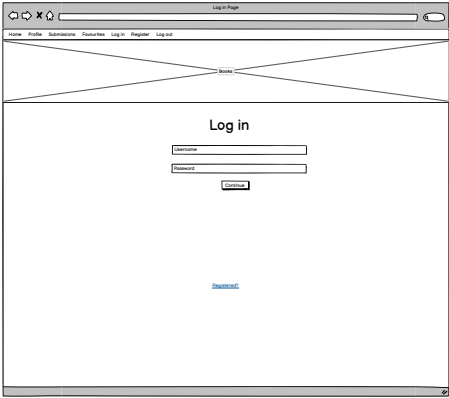 Log in Page
Home Profile Submissions Favourites Log in Register Log out
Books
Log in
Username
Password
Continue
Registered?